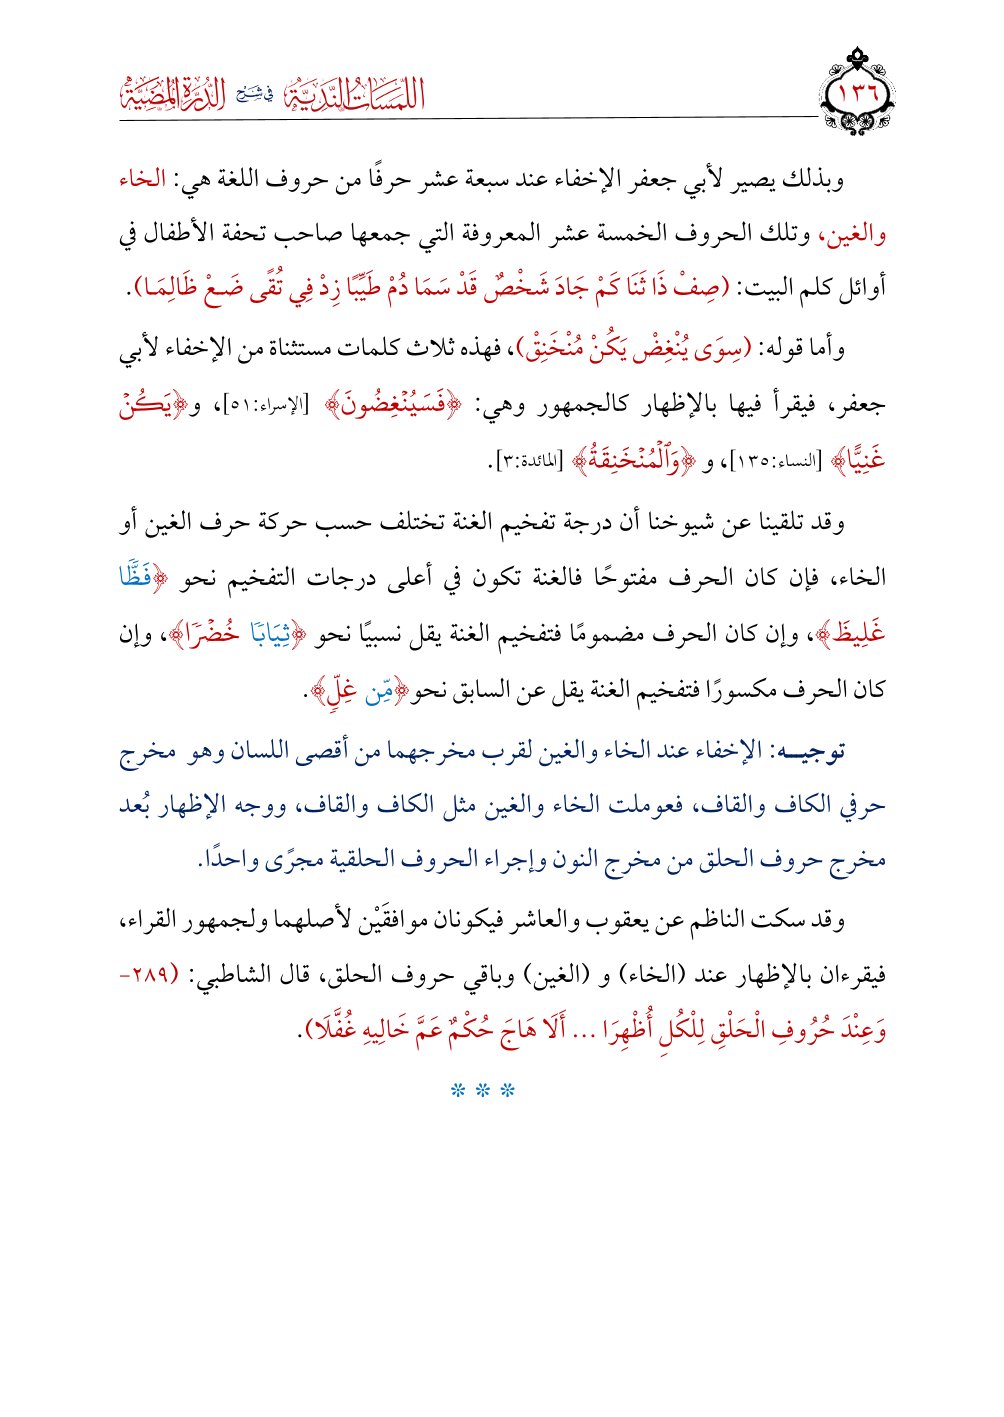 ١٣٦
اللمسات الندية في شرح الدرة المضية
وبذلك يصير لأبي جعفر الإخفاء عند سبعة عشر حرفًا من حروف اللغة هي: الخاء
والغين، وتلك الحروف الخمسة عشر المعروفة التي جمعها صاحب تحفة الأطفال في
أوائل كلم البيت: (صِفْ ذَا ثَنَا كَمْ جَادَ شَخْصٌ قَدْ سَمَا دُمْ طَيِّبًا زِدْ فِي تُقًى ضَعْ ظَالِمَا).
وأما قوله: (سِوَى يُنْغِضْ يَكُنْ مُنْخَنِقْ)، فهذه ثلاث كلمات مستثناة من الإخفاء لأبي
جعفر، فيقرأ فيها بالإظهار كالجمهور وهي: ﴿فَسَيُنْغِضُونَ﴾ [الإسراء:٥١]، و﴿يَكُنْ
غَنِيًّا﴾ [النساء:١٣٥]، و ﴿وَٱلْمُنْخَنِقَةُ﴾ [المائدة:٣].
وقد تلقينا عن شيوخنا أن درجة تفخيم الغنة تختلف حسب حركة حرف الغين أو
الخاء، فإن كان الحرف مفتوحًا فالغنة تكون في أعلى درجات التفخيم نحو ﴿فَظًّا
غَلِيظَ﴾، وإن كان الحرف مضمومًا فتفخيم الغنة يقل نسبيًا نحو ﴿ثِيَابًا خُضْرًا﴾، وإن
كان الحرف مكسورًا فتفخيم الغنة يقل عن السابق نحو﴿مِّن غِلٍّ﴾.
توجيـــه: الإخفاء عند الخاء والغين لقرب مخرجهما من أقصى اللسان وهو مخرج
حرفي الكاف والقاف، فعوملت الخاء والغين مثل الكاف والقاف، ووجه الإظهار بُعد
مخرج حروف الحلق من مخرج النون وإجراء الحروف الحلقية مجرًى واحدًا.
وقد سكت الناظم عن يعقوب والعاشر فيكونان موافقَيْن لأصلهما ولجمهور القراء،
فيقرءان بالإظهار عند (الخاء) و (الغين) وباقي حروف الحلق، قال الشاطبي: (٢٨٩-
وَعِنْدَ حُرُوفِ الْحَلْقِ لِلْكُلِ أُظْهِرَا ... أَلَا هَاجَ حُكْمٌ عَمَّ خَالِيهِ غُفَّلَا).
* * *